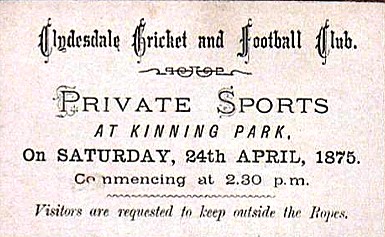 Clydesdale Cricket and Football Club.
PRIVATE SPORTS
AT KINNING PARK,
On SATURDAY, 24th APRIL, 1875.
Commencing at 2.30 p.m.
Visitors are requested to keep outside the Ropes.